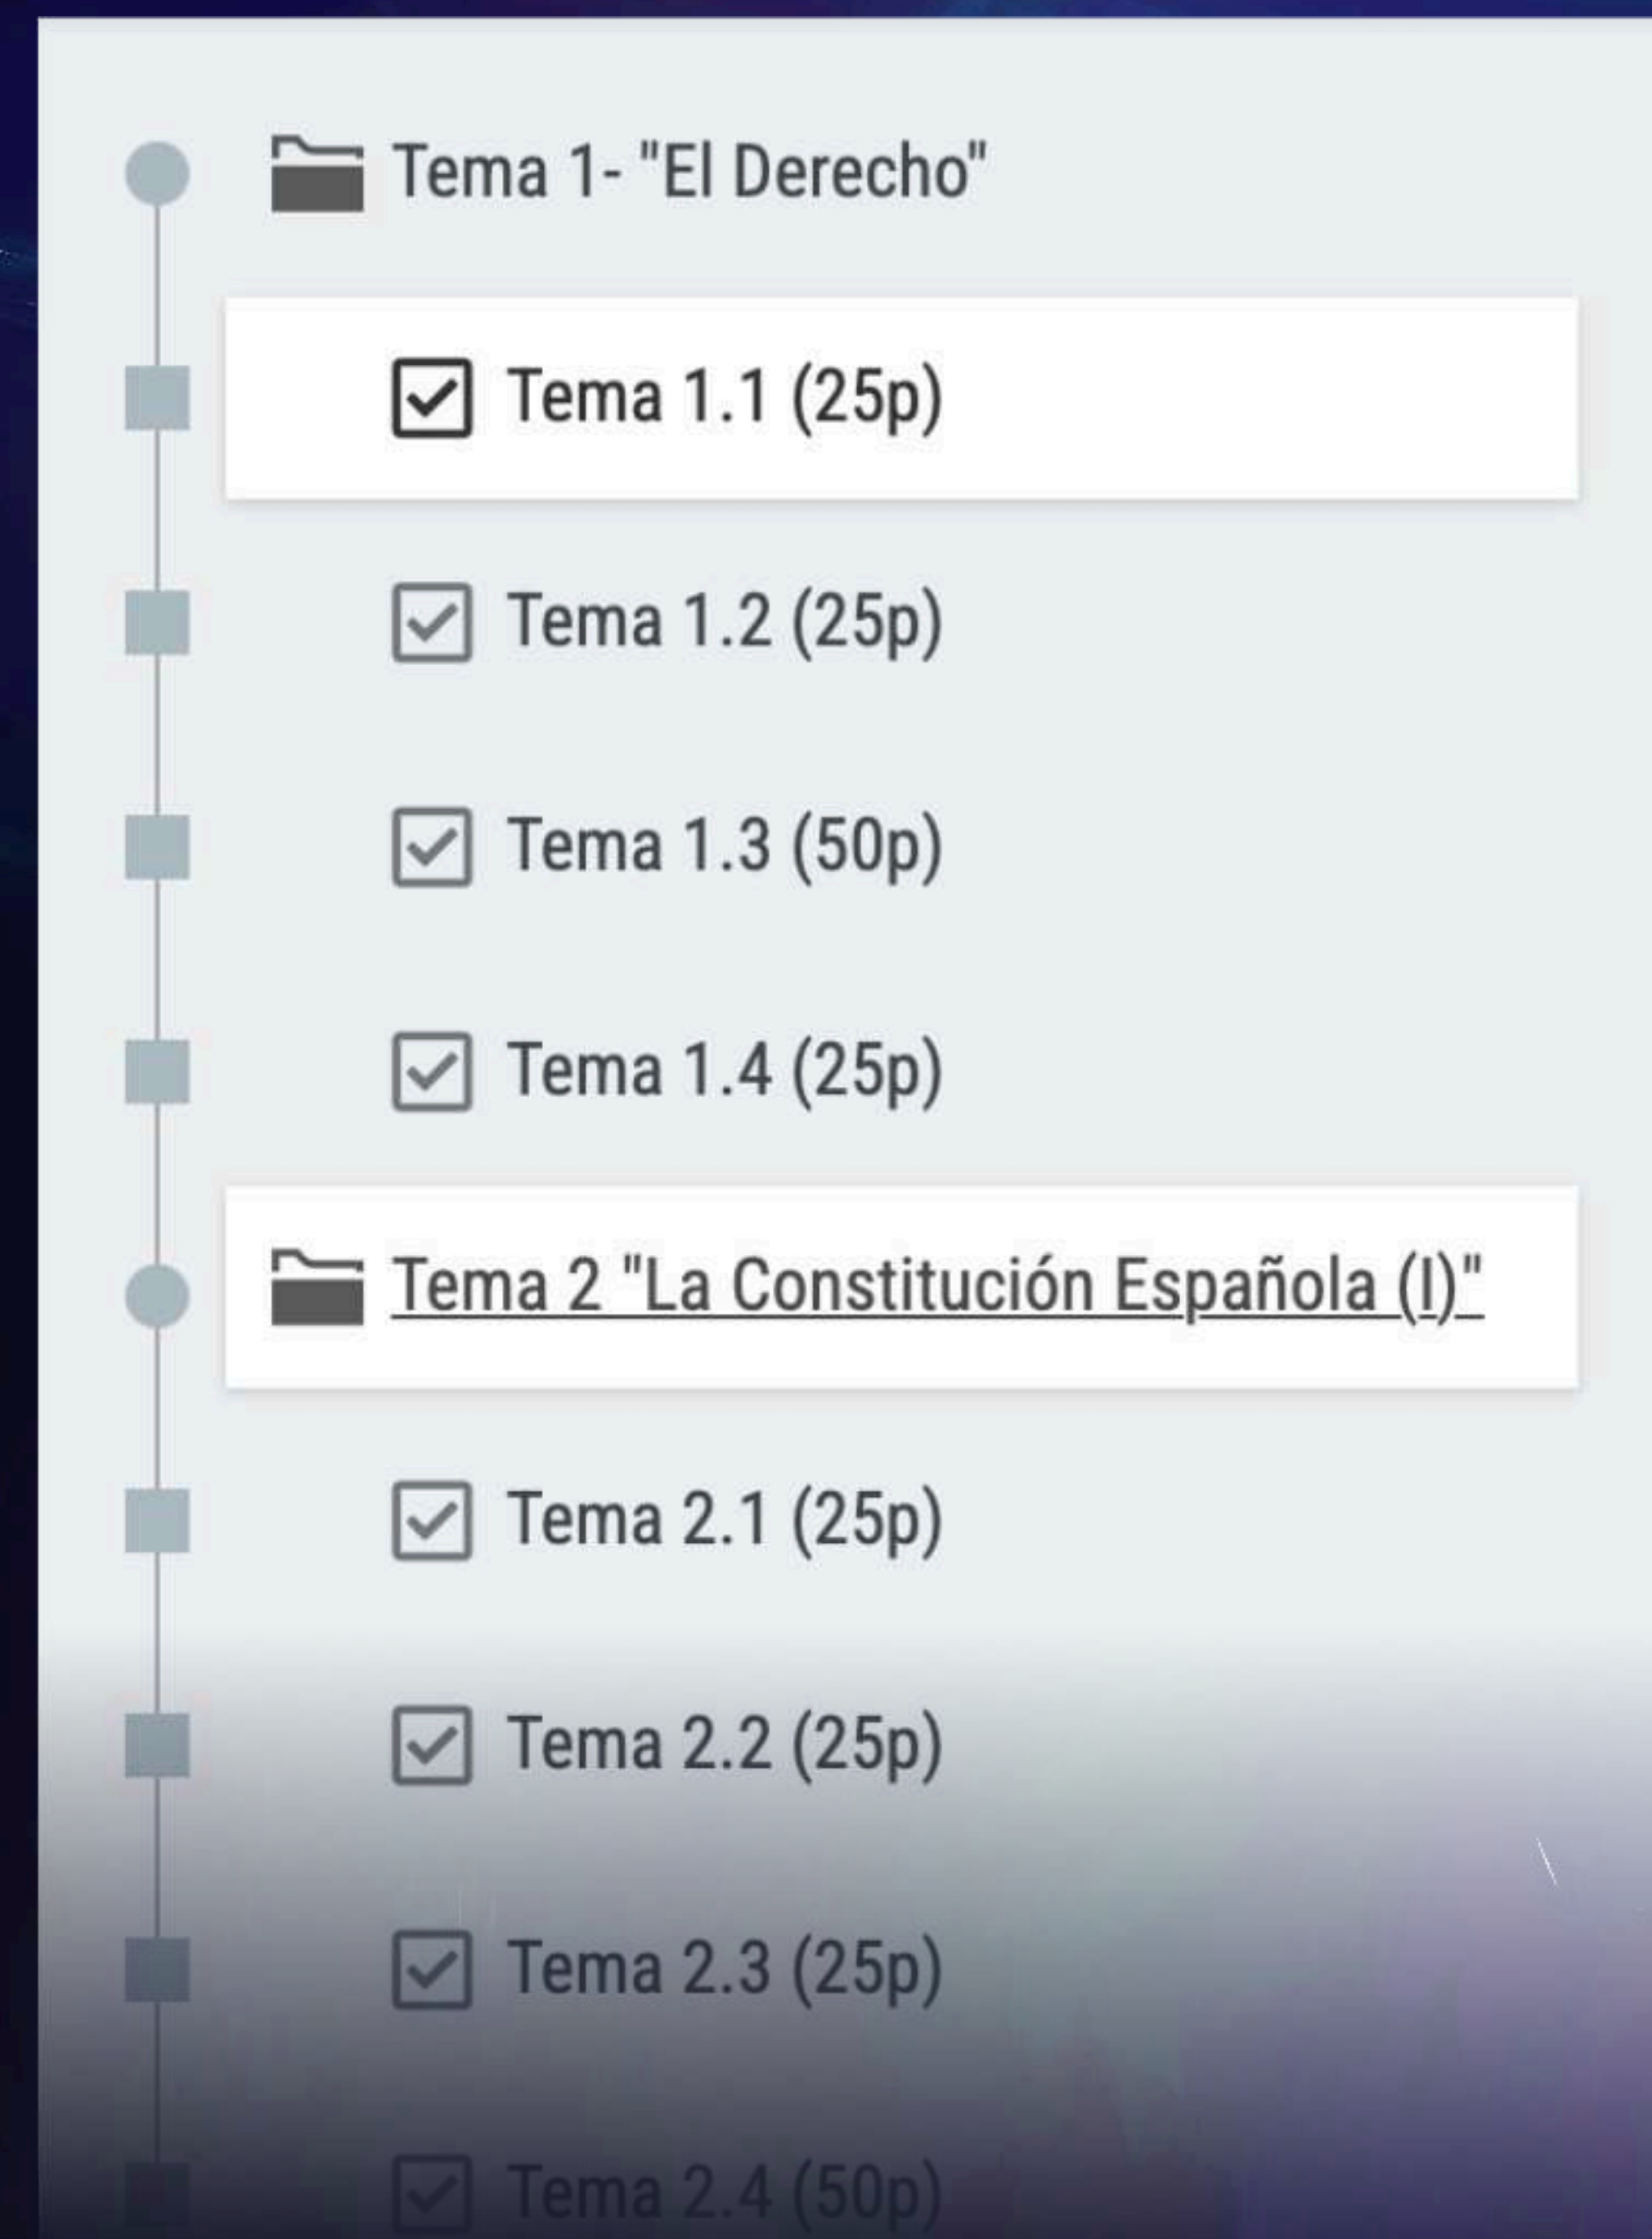 Tema 1- "El Derecho"
Tema 1.1 (25p)
Tema 1.2 (25p)
Tema 1.3 (50p)
Tema 1.4 (25p)
Tema 2 "La Constitución Española (I)"
Tema 2.1 (25p)
Tema 2.2 (25p)
Tema 2.3 (25p)
Tema 2.4 (50p)